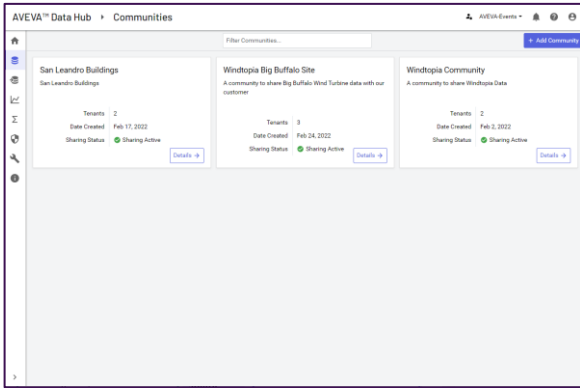 AVEVA™ Data Hub › Communities
AVEVA-Events
Filter Communities...
+ Add Community
San Leandro Buildings
San Leandro Buildings
Tenants 2
Date Created Feb 17, 2022
Sharing Status Sharing Active
Details →
Windtopia Big Buffalo Site
A community to share Big Buffalo Wind Turbine data with our
customer
Tenants 3
Date Created Feb 24, 2022
Sharing Status Sharing Active
Details →
Windtopia Community
A community to share Windtopia Data
Tenants 2
Date Created Feb 2, 2022
Sharing Status Sharing Active
Details →